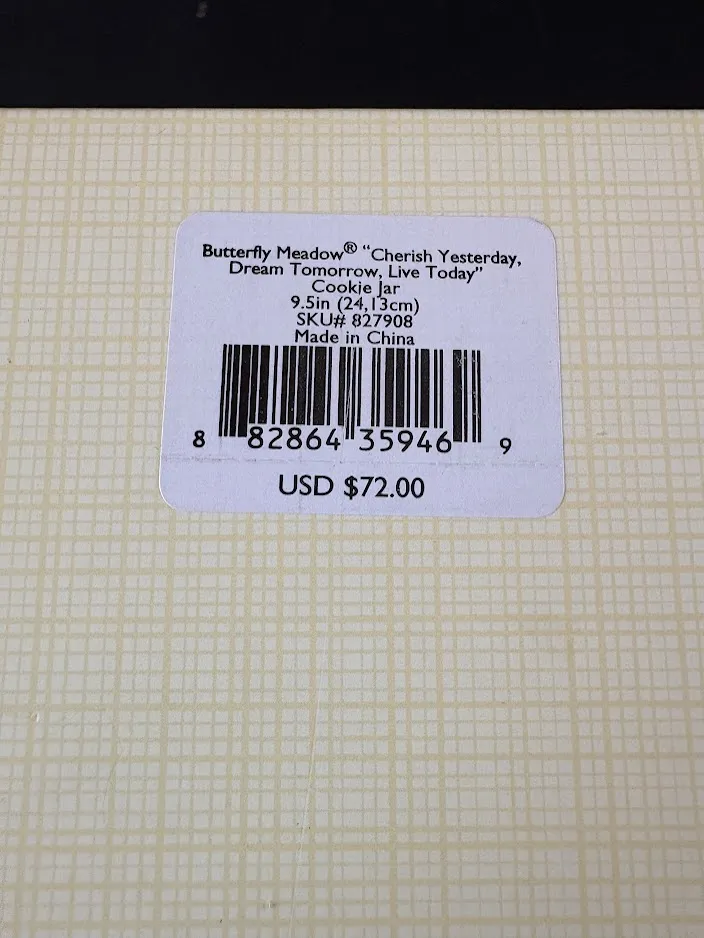 Butterfly Meadow® “Cherish Yesterday,
Dream Tomorrow, Live Today”
Cookie Jar
9.5in (24,13cm)
SKU# 827908
Made in China
8 82864 35946 9
USD $72.00